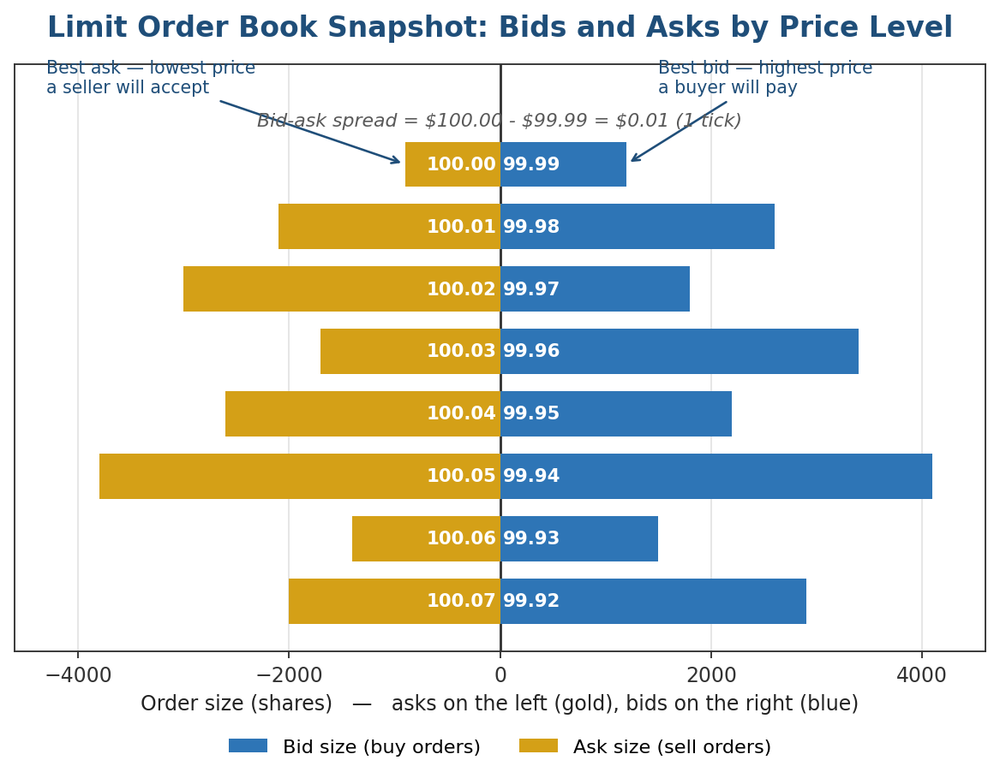 Limit Order Book Snapshot: Bids and Asks by Price Level
Best ask — lowest price
a seller will accept
Best bid — highest price
a buyer will pay
Bid-ask spread = $100.00 - $99.99 = $0.01 (1 tick)
100.00 99.99
100.01 99.98
100.02 99.97
100.03 99.96
100.04 99.95
100.05 99.94
100.06 99.93
100.07 99.92
−4000 −2000 0 2000 4000
Order size (shares) — asks on the left (gold), bids on the right (blue)
Bid size (buy orders) Ask size (sell orders)